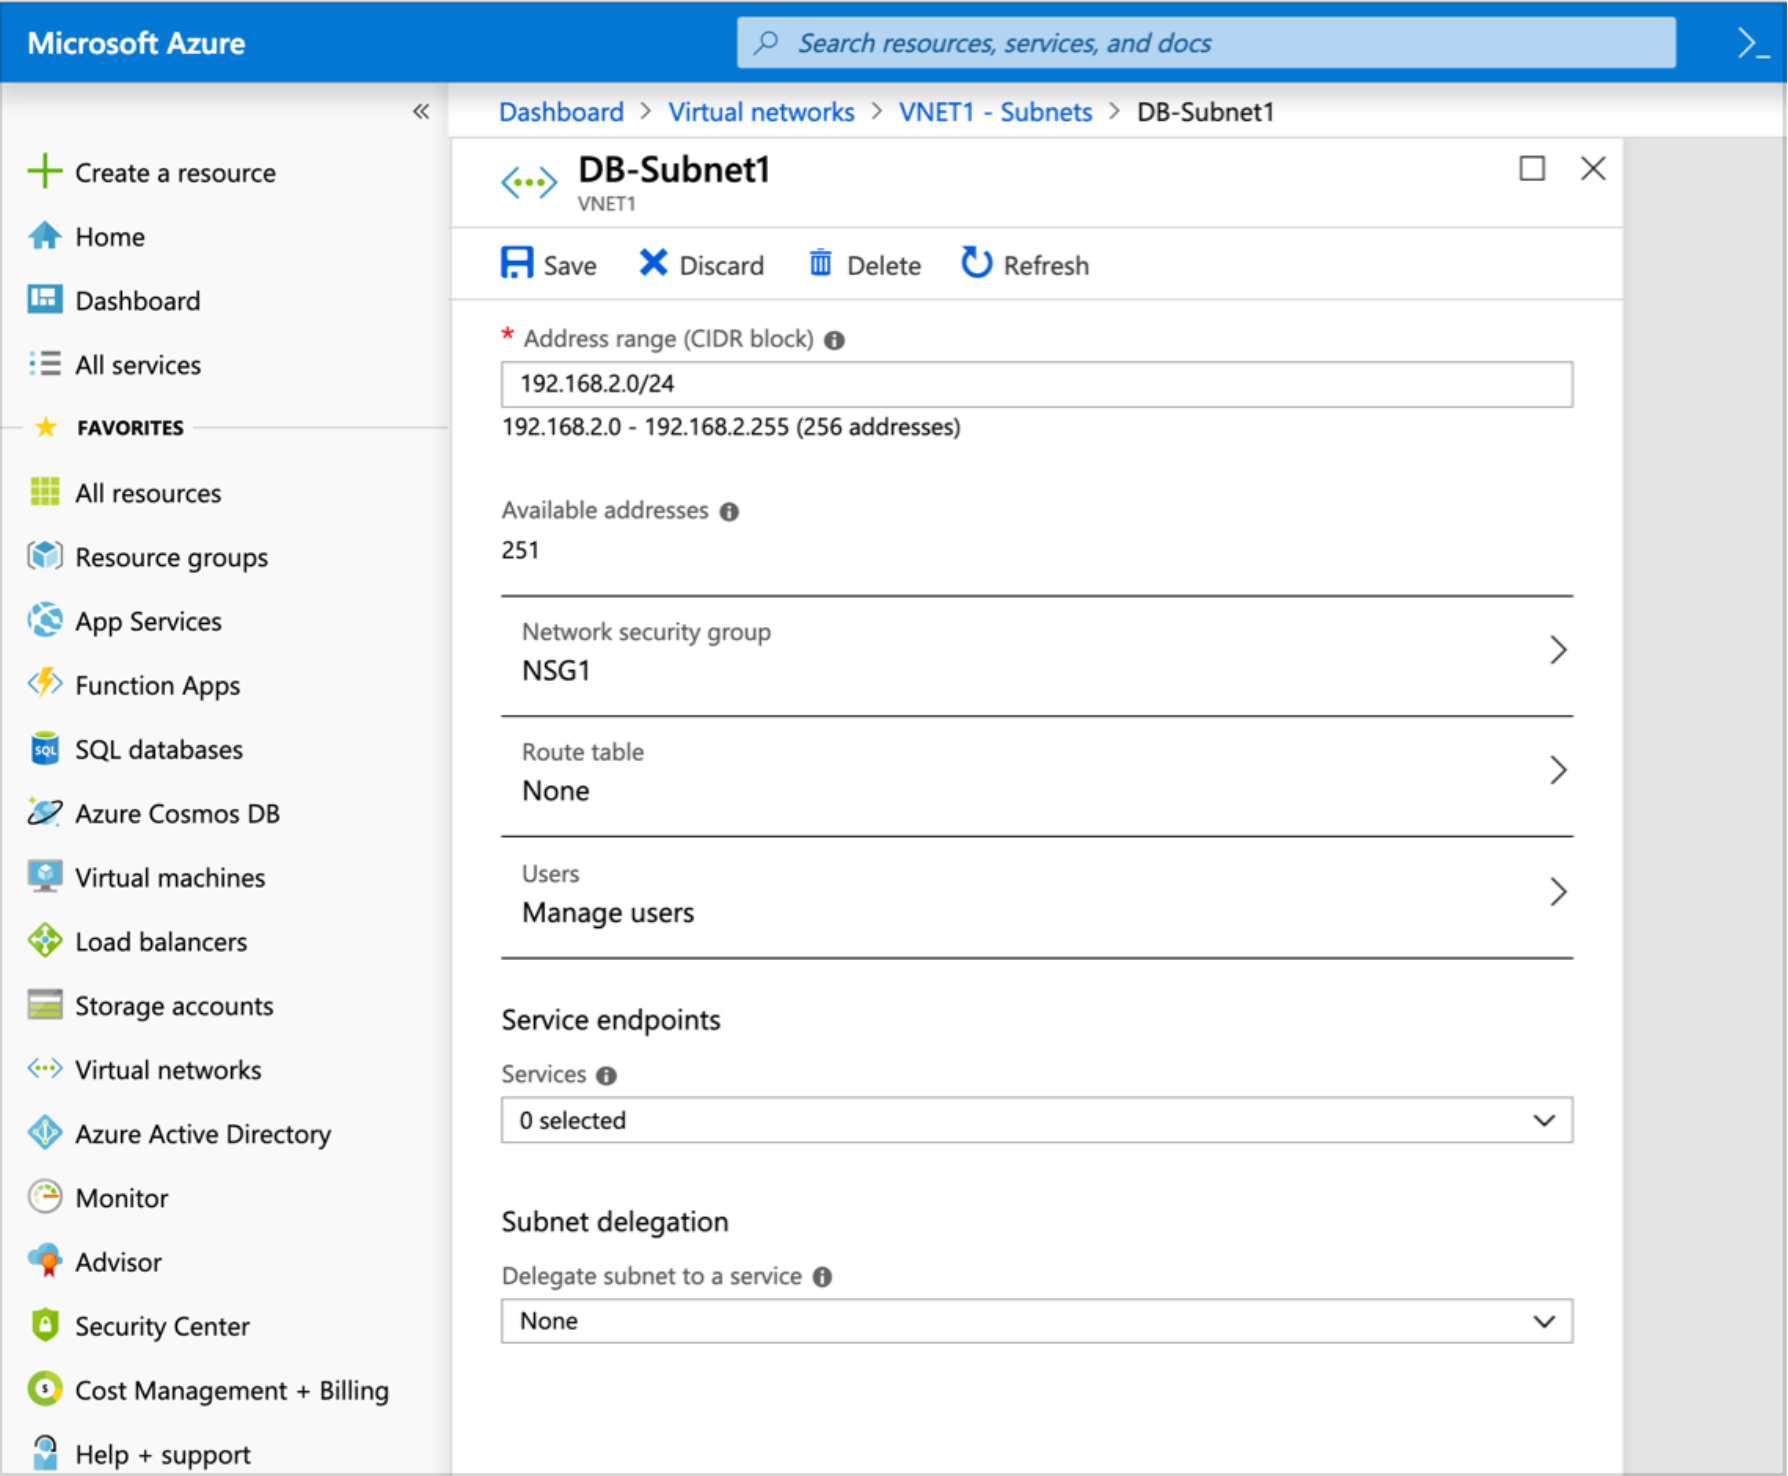 Microsoft Azure
Search resources, services, and docs
Dashboard > Virtual networks > VNET1 - Subnets > DB-Subnet1
Create a resource
Home
Dashboard
All services
FAVORITES
All resources
Resource groups
App Services
Function Apps
SQL databases
Azure Cosmos DB
Virtual machines
Load balancers
Storage accounts
Virtual networks
Azure Active Directory
Monitor
Advisor
Security Center
Cost Management + Billing
Help + support
DB-Subnet1
VNET1
Save Discard Delete Refresh
* Address range (CIDR block)
192.168.2.0/24
192.168.2.0 - 192.168.2.255 (256 addresses)
Available addresses
251
Network security group
NSG1
Route table
None
Users
Manage users
Service endpoints
Services
0 selected
Subnet delegation
Delegate subnet to a service
None